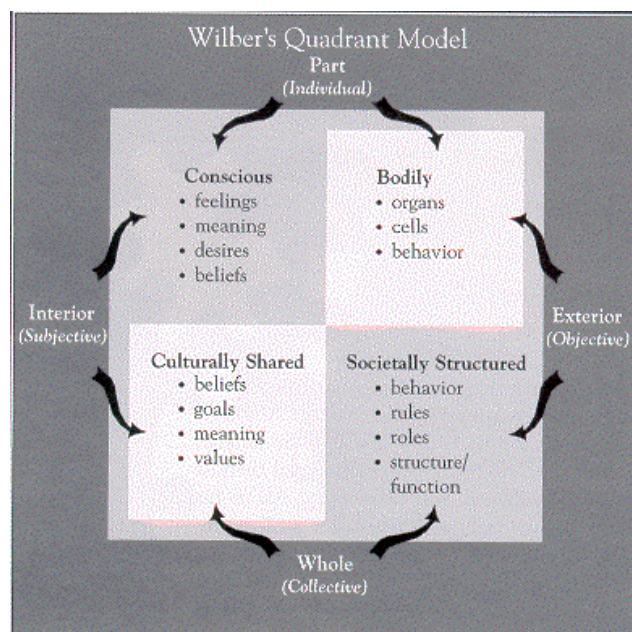 Wilber's Quadrant Model
Part
(Individual)
Conscious
• feelings
• meaning
• desires
• beliefs
Bodily
• organs
• cells
• behavior
Interior
(Subjective)
Exterior
(Objective)
Culturally Shared
• beliefs
• goals
• meaning
• values
Societally Structured
• behavior
• rules
• roles
• structure/
function
Whole
(Collective)